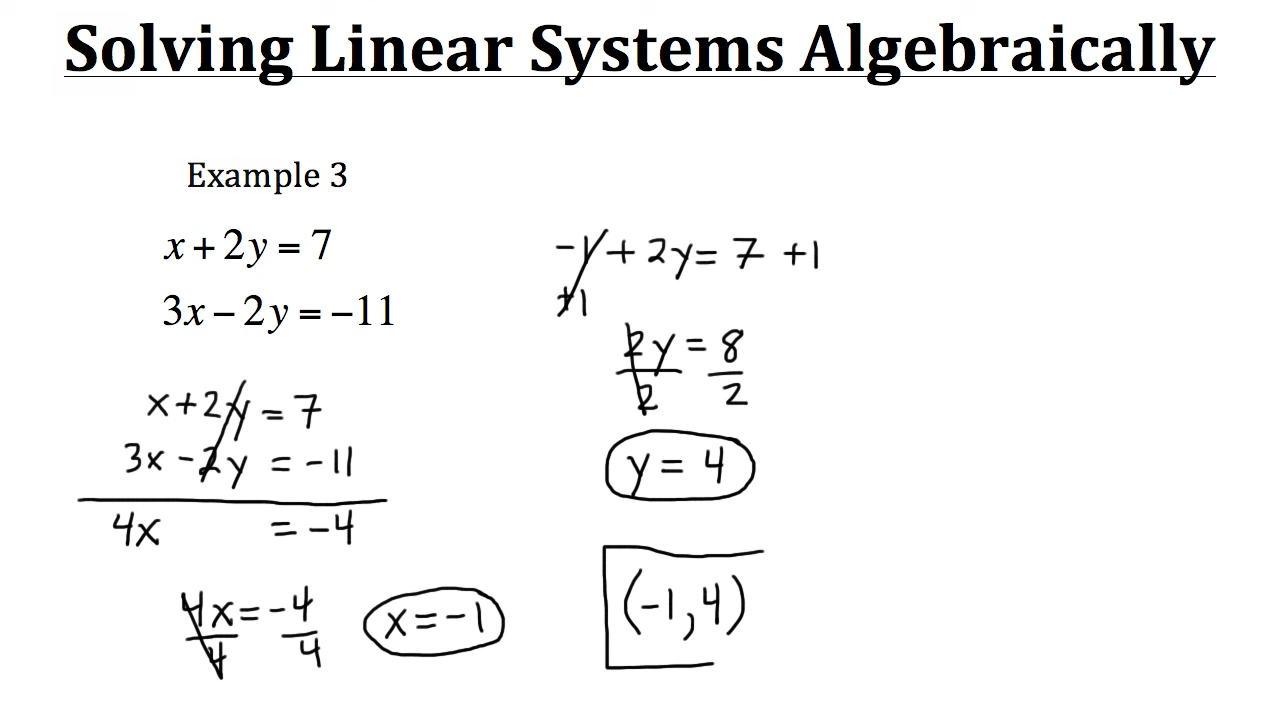 Solving Linear Systems Algebraically
Example 3
x + 2y = 7
3x − 2y = −11
x + 2y = 7
3x − 2y = −11
4x = −4
4x = −4
4 4
x = −1
−1 + 2y = 7 +1
+1
2y = 8
2 2
y = 4
(−1, 4)